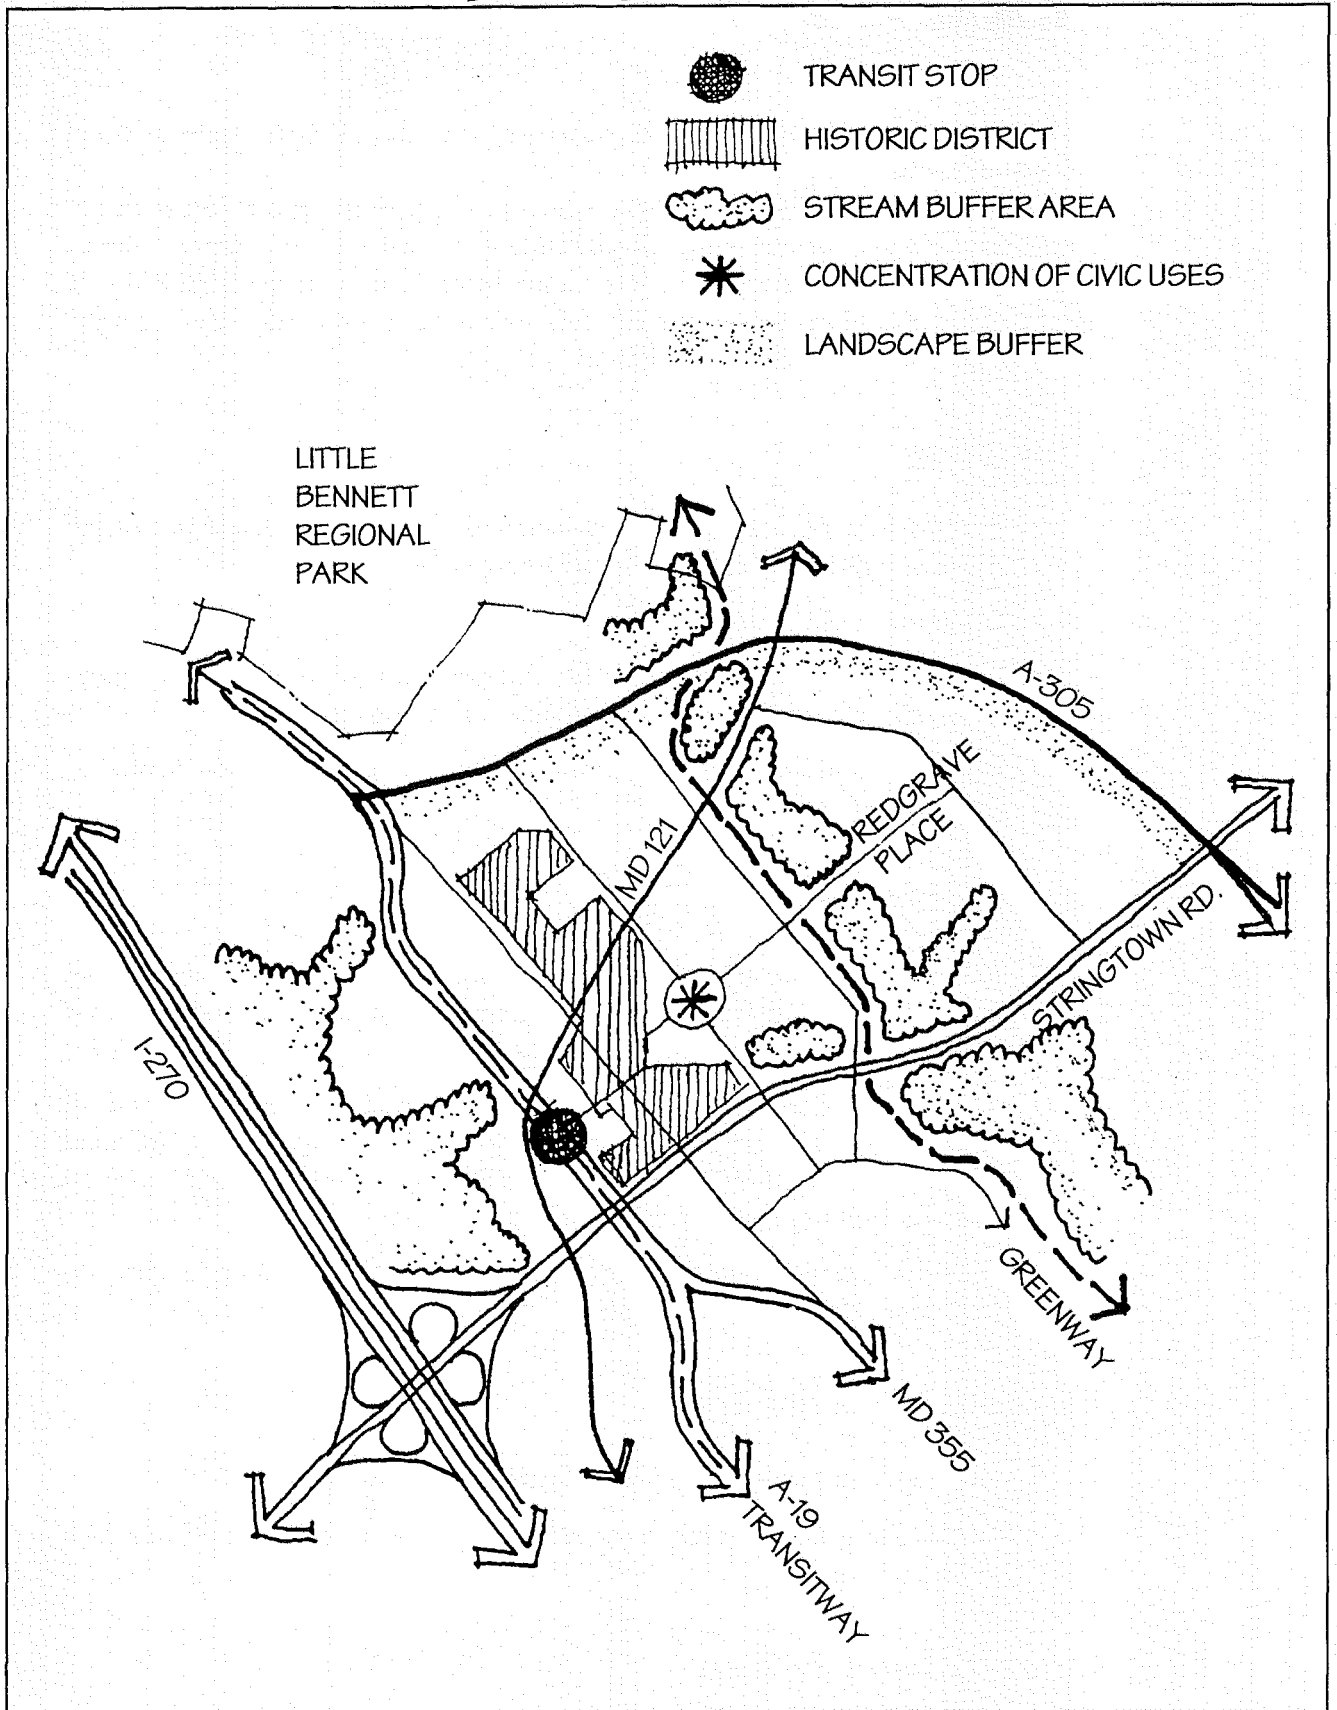 TRANSIT STOP
HISTORIC DISTRICT
STREAM BUFFER AREA
CONCENTRATION OF CIVIC USES
LANDSCAPE BUFFER
LITTLE
BENNETT
REGIONAL
PARK
A-305
REDGRAVE
PLACE
MD 121
STRINGTOWN RD.
I-270
GREENWAY
MD 355
A-19
TRANSITWAY